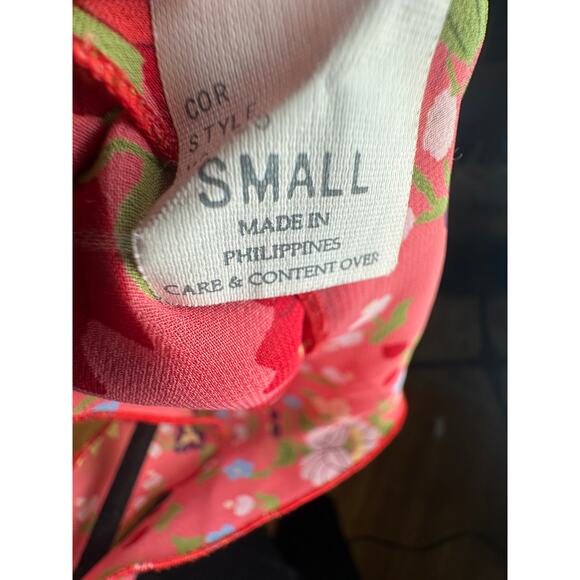 COR
STYLE
SMALL
MADE IN
PHILIPPINES
CARE & CONTENT OVER